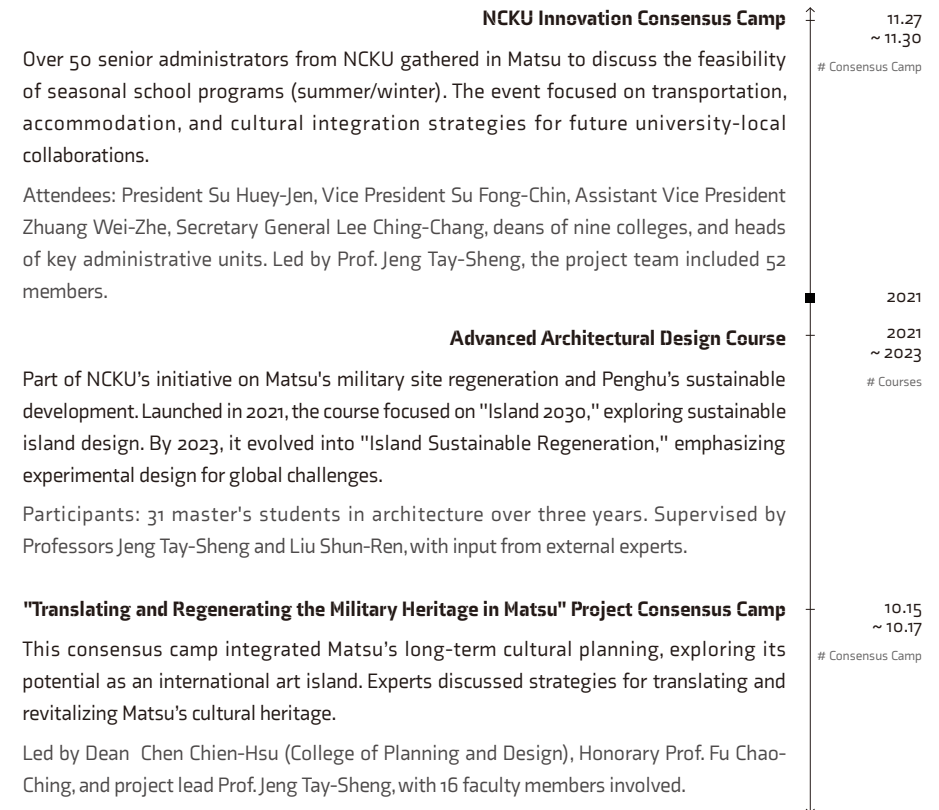 NCKU Innovation Consensus Camp
11.27
~ 11.30
# Consensus Camp
Over 50 senior administrators from NCKU gathered in Matsu to discuss the feasibility
of seasonal school programs (summer/winter). The event focused on transportation,
accommodation, and cultural integration strategies for future university-local
collaborations.
Attendees: President Su Huey-Jen, Vice President Su Fong-Chin, Assistant Vice President
Zhuang Wei-Zhe, Secretary General Lee Ching-Chang, deans of nine colleges, and heads
of key administrative units. Led by Prof. Jeng Tay-Sheng, the project team included 52
members.
2021
Advanced Architectural Design Course
2021
~ 2023
# Courses
Part of NCKU’s initiative on Matsu's military site regeneration and Penghu’s sustainable
development. Launched in 2021, the course focused on "Island 2030," exploring sustainable
island design. By 2023, it evolved into "Island Sustainable Regeneration," emphasizing
experimental design for global challenges.
Participants: 31 master's students in architecture over three years. Supervised by
Professors Jeng Tay-Sheng and Liu Shun-Ren, with input from external experts.
"Translating and Regenerating the Military Heritage in Matsu" Project Consensus Camp
10.15
~ 10.17
# Consensus Camp
This consensus camp integrated Matsu’s long-term cultural planning, exploring its
potential as an international art island. Experts discussed strategies for translating and
revitalizing Matsu’s cultural heritage.
Led by Dean Chen Chien-Hsu (College of Planning and Design), Honorary Prof. Fu Chao-
Ching, and project lead Prof. Jeng Tay-Sheng, with 16 faculty members involved.